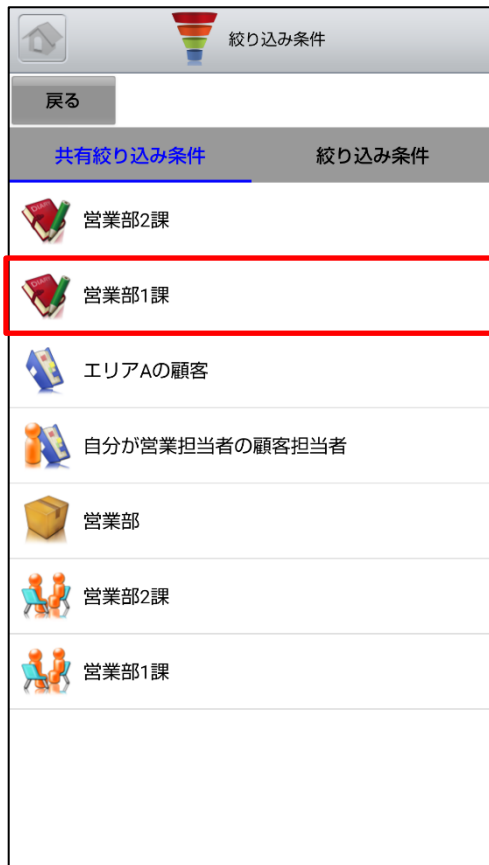 絞り込み条件
戻る
共有絞り込み条件 絞り込み条件
営業部2課
営業部1課
エリアAの顧客
自分が営業担当者の顧客担当者
営業部
営業部2課
営業部1課